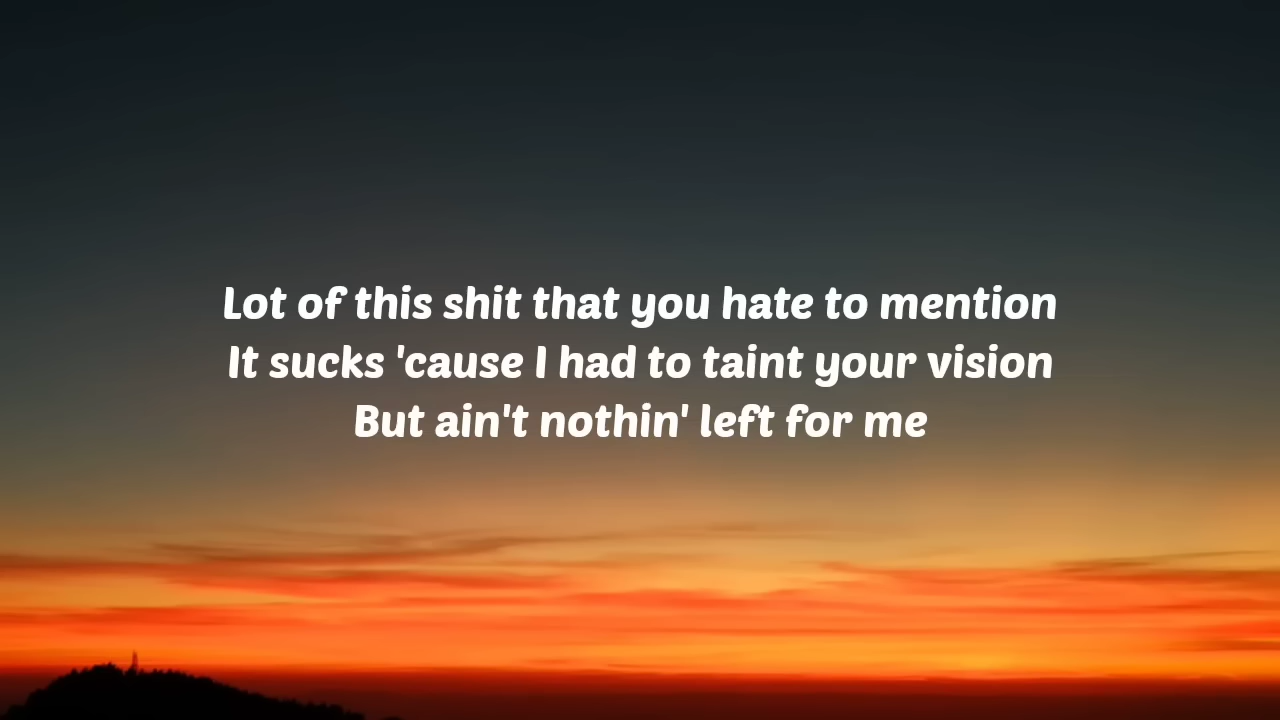 Lot of this shit that you hate to mention
It sucks 'cause I had to taint your vision
But ain't nothin' left for me